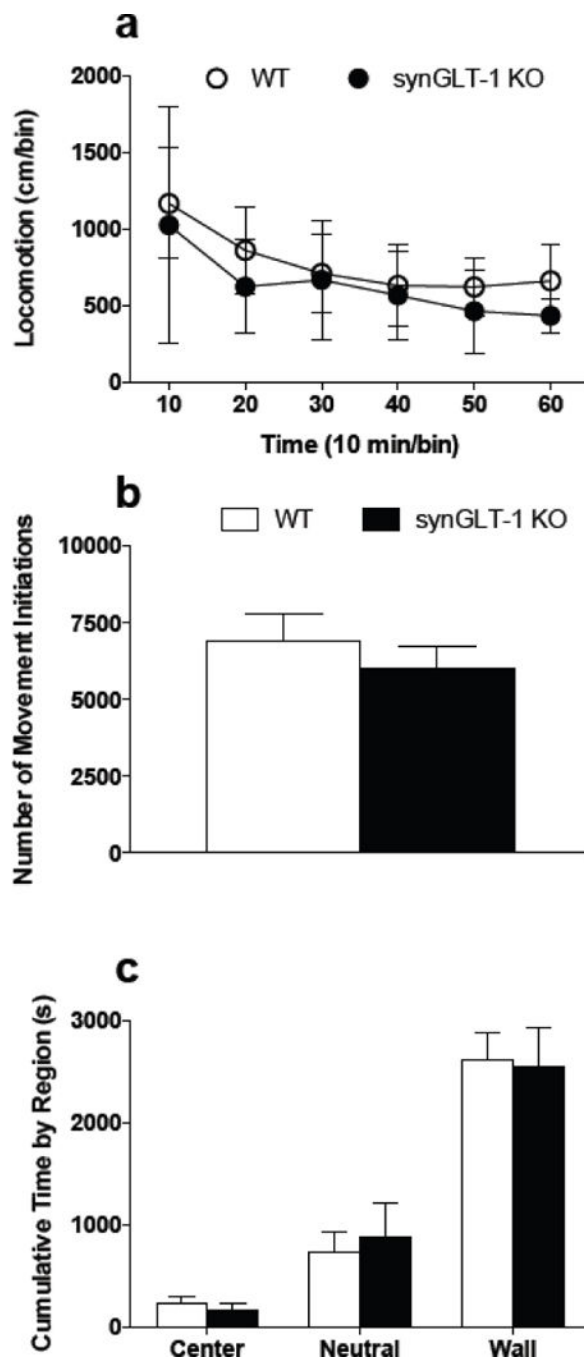 a
WT synGLT-1 KO
Locomotion (cm/bin)
2000
1500
1000
500
0
10 20 30 40 50 60
Time (10 min/bin)
b
WT synGLT-1 KO
Number of Movement Initiations
10000
7500
5000
2500
0
c
Cumulative Time by Region (s)
3000
2000
1000
0
Center Neutral Wall